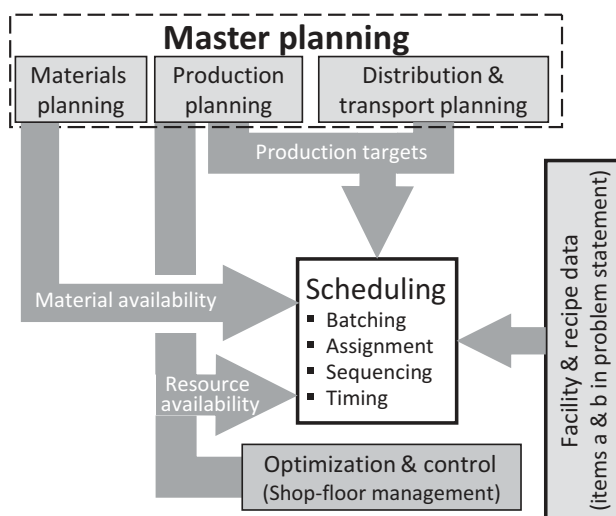 Master planning
Materials
planning
Production
planning
Distribution &
transport planning
Production targets
Material availability
Scheduling
▪ Batching
▪ Assignment
▪ Sequencing
▪ Timing
Resource
availability
Optimization & control
(Shop-floor management)
Facility & recipe data
(items a & b in problem statement)